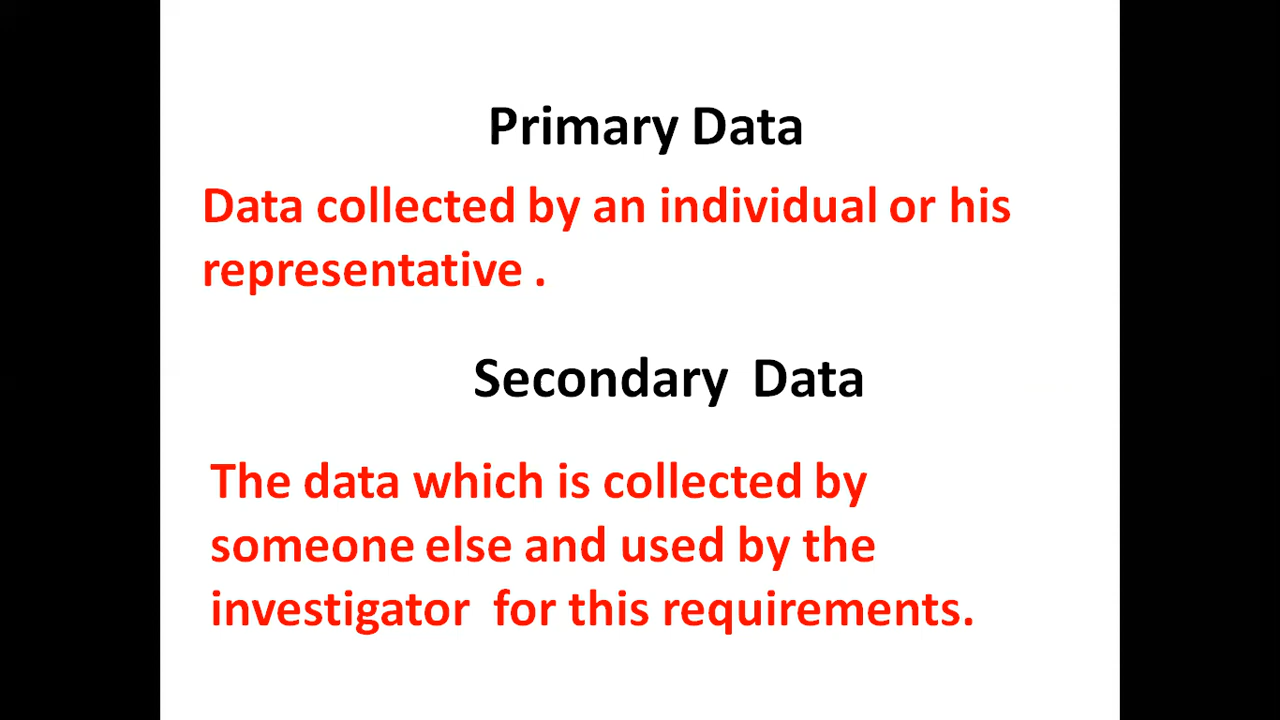 Primary Data
Data collected by an individual or his
representative .
Secondary Data
The data which is collected by
someone else and used by the
investigator for this requirements.